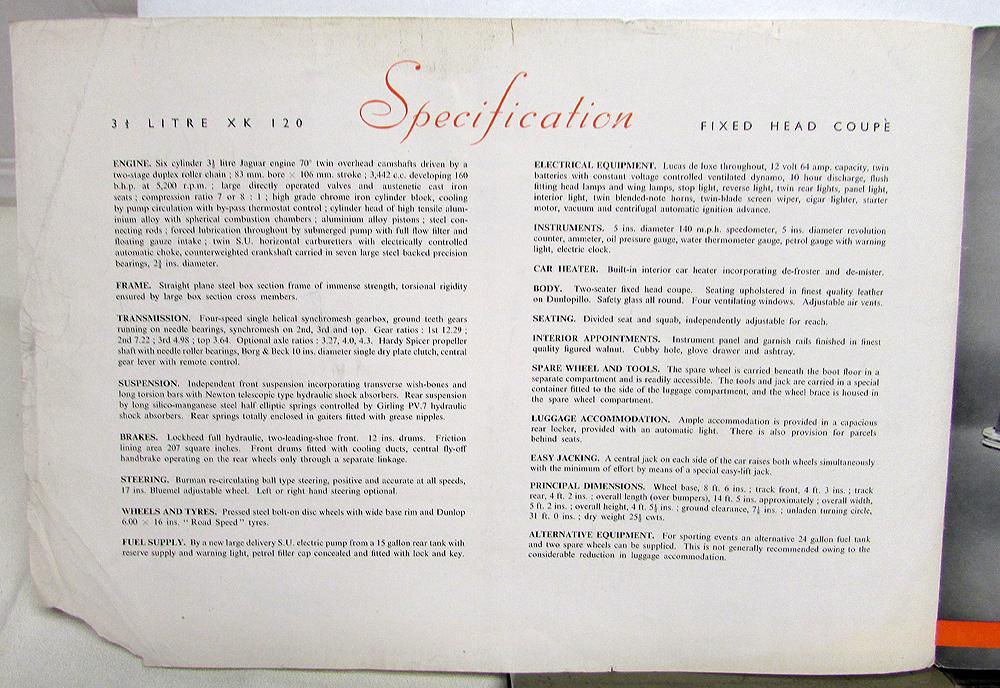 Specification
3½ LITRE XK 120
FIXED HEAD COUPÈ
ENGINE. Six cylinder 3½ litre Jaguar engine 70° twin overhead camshafts driven by a
two-stage duplex roller chain ; 83 mm. bore × 106 mm. stroke ; 3,442 c.c. developing 160
b.h.p. at 5,200 r.p.m. ; large directly operated valves and austenetic cast iron
seats ; compression ratio 7 or 8 : 1 ; high grade chrome iron cylinder block, cooling
by pump circulation with by-pass thermostat control ; cylinder head of high tensile alum-
inium alloy with spherical combustion chambers ; aluminium alloy pistons ; steel con-
necting rods ; forced lubrication throughout by submerged pump with full flow filter and
floating gauze intake ; twin S.U. horizontal carburetters with electrically controlled
automatic choke, counterweighted crankshaft carried in seven large steel backed precision
bearings, 2¾ ins. diameter.
FRAME. Straight plane steel box section frame of immense strength, torsional rigidity
ensured by large box section cross members.
TRANSMISSION. Four-speed single helical synchromesh gearbox, ground teeth gears
running on needle bearings, synchromesh on 2nd, 3rd and top. Gear ratios : 1st 12.29 ;
2nd 7.22 ; 3rd 4.98 ; top 3.64. Optional axle ratios : 3.27, 4.0, 4.3. Hardy Spicer propeller
shaft with needle roller bearings, Borg & Beck 10 ins. diameter single dry plate clutch, central
gear lever with remote control.
SUSPENSION. Independent front suspension incorporating transverse wish-bones and
long torsion bars with Newton telescopic type hydraulic shock absorbers. Rear suspension
by long silico-manganese steel half elliptic springs controlled by Girling PV.7 hydraulic
shock absorbers. Rear springs totally enclosed in gaiters fitted with grease nipples.
BRAKES. Lockheed full hydraulic, two-leading-shoe front. 12 ins. drums. Friction
lining area 207 square inches. Front drums fitted with cooling ducts, central fly-off
handbrake operating on the rear wheels only through a separate linkage.
STEERING. Burman re-circulating ball type steering, positive and accurate at all speeds,
17 ins. Bluemel adjustable wheel. Left or right hand steering optional.
WHEELS AND TYRES. Pressed steel bolt-on disc wheels with wide base rim and Dunlop
6.00 × 16 ins. “ Road Speed ” tyres.
FUEL SUPPLY. By a new large delivery S.U. electric pump from a 15 gallon rear tank with
reserve supply and warning light, petrol filler cap concealed and fitted with lock and key.
ELECTRICAL EQUIPMENT. Lucas de luxe throughout, 12 volt 64 amp. capacity, twin
batteries with constant voltage controlled ventilated dynamo, 10 hour discharge, flush
fitting head lamps and wing lamps, stop light, reverse light, twin rear lights, panel light,
interior light, twin blended-note horns, twin-blade screen wiper, cigar lighter, starter
motor, vacuum and centrifugal automatic ignition advance.
INSTRUMENTS. 5 ins. diameter 140 m.p.h. speedometer, 5 ins. diameter revolution
counter, ammeter, oil pressure gauge, water thermometer gauge, petrol gauge with warning
light, electric clock.
CAR HEATER. Built-in interior car heater incorporating de-froster and de-mister.
BODY. Two-seater fixed head coupe. Seating upholstered in finest quality leather
on Dunlopillo. Safety glass all round. Four ventilating windows. Adjustable air vents.
SEATING. Divided seat and squab, independently adjustable for reach.
INTERIOR APPOINTMENTS. Instrument panel and garnish rails finished in finest
quality figured walnut. Cubby hole, glove drawer and ashtray.
SPARE WHEEL AND TOOLS. The spare wheel is carried beneath the boot floor in a
separate compartment and is readily accessible. The tools and jack are carried in a special
container fitted to the side of the luggage compartment, and the wheel brace is housed in
the spare wheel compartment.
LUGGAGE ACCOMMODATION. Ample accommodation is provided in a capacious
rear locker, provided with an automatic light. There is also provision for parcels
behind seats.
EASY JACKING. A central jack on each side of the car raises both wheels simultaneously
with the minimum of effort by means of a special easy-lift jack.
PRINCIPAL DIMENSIONS. Wheel base, 8 ft. 6 ins. ; track front, 4 ft. 3 ins. ; track
rear, 4 ft. 2 ins. ; overall length (over bumpers), 14 ft. 5 ins. approximately ; overall width,
5 ft. 2 ins. ; overall height, 4 ft. 5½ ins. ; ground clearance, 7⅛ ins. ; unladen turning circle,
31 ft. 0 ins. ; dry weight 25½ cwts.
ALTERNATIVE EQUIPMENT. For sporting events an alternative 24 gallon fuel tank
and two spare wheels can be supplied. This is not generally recommended owing to the
considerable reduction in luggage accommodation.